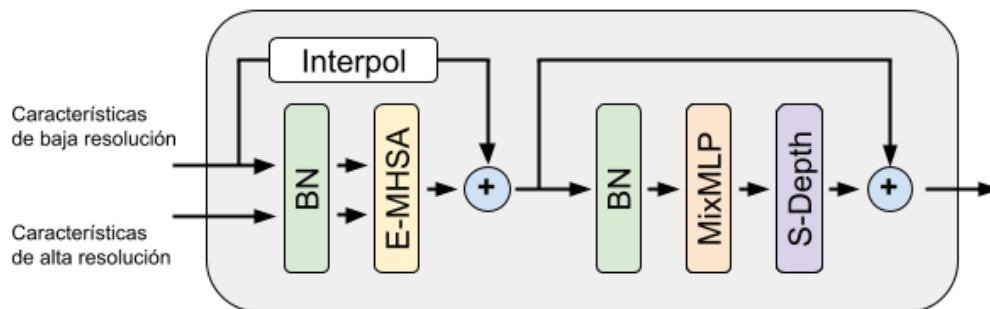 Interpol
Características
de baja resolución
BN
E-MHSA
+
BN
MixMLP
S-Depth
+
Características
de alta resolución